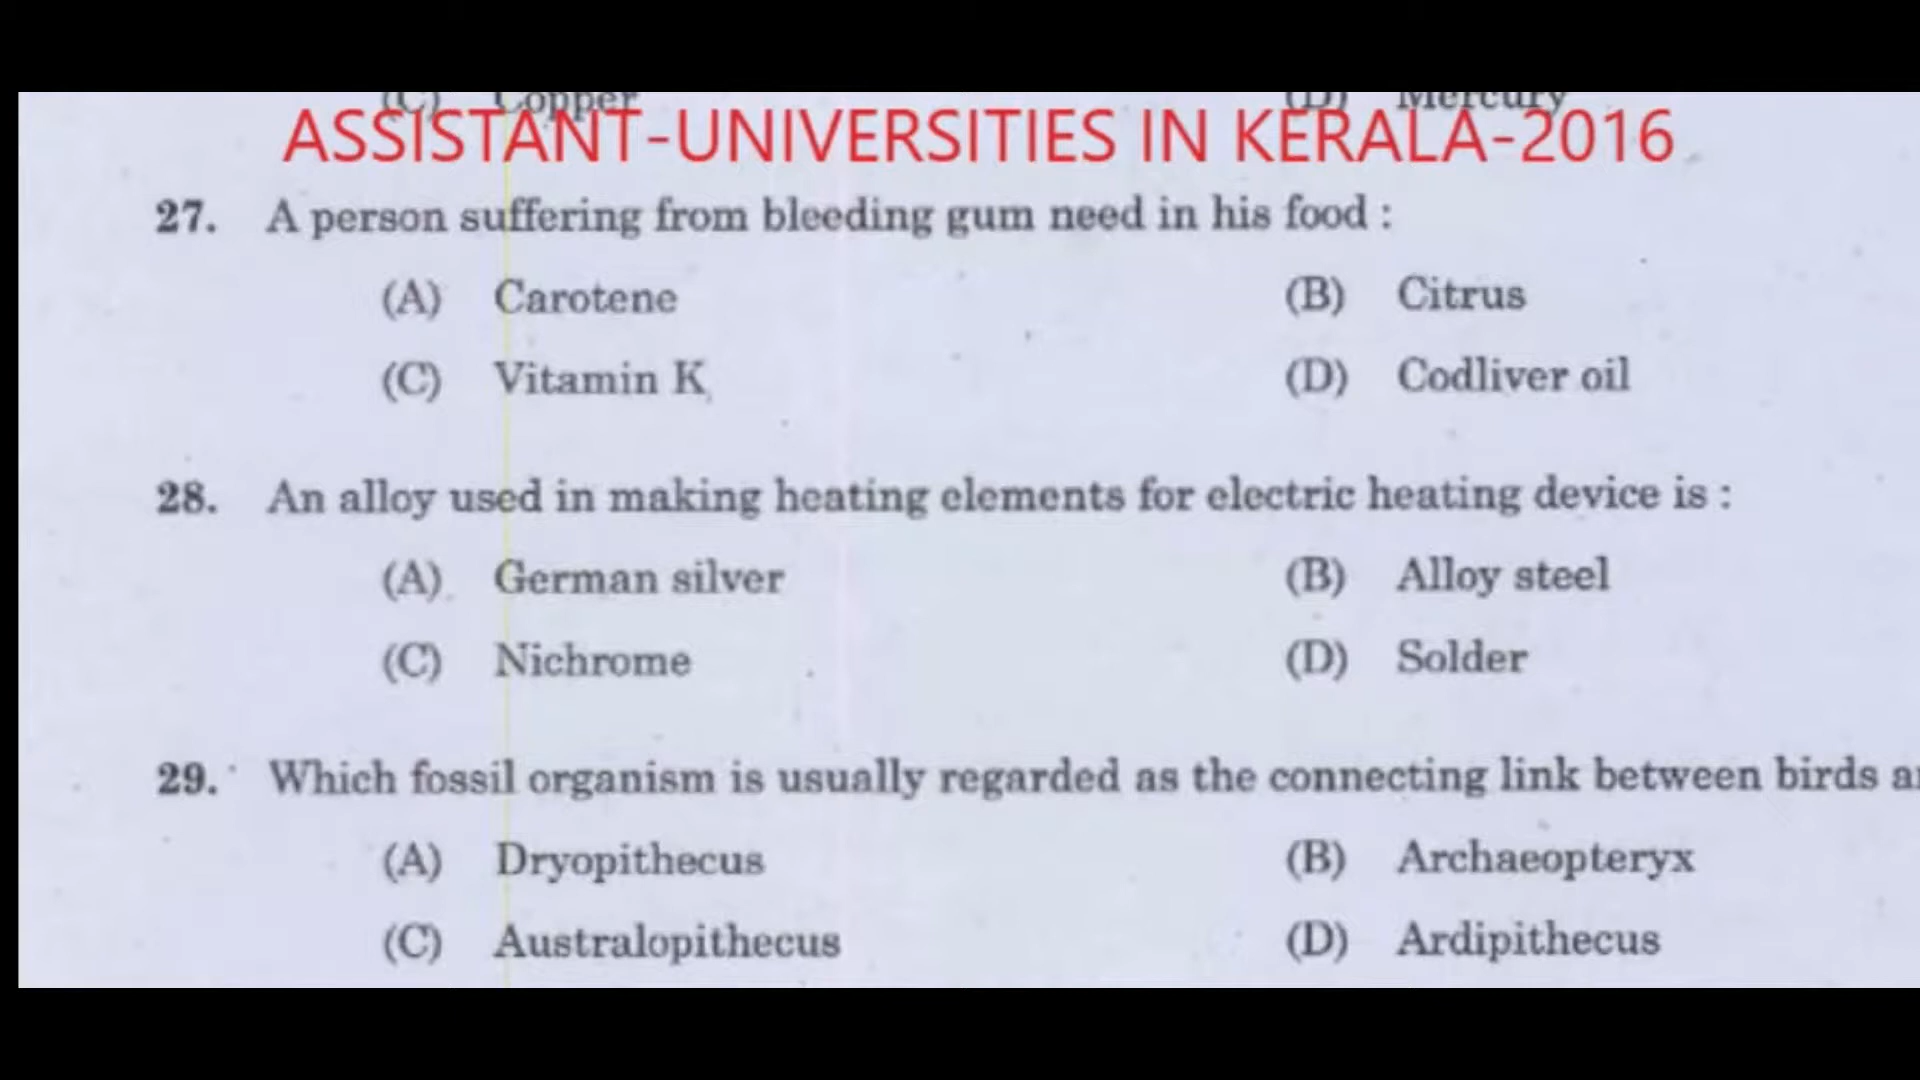 (C) Copper (D) Mercury
ASSISTANT-UNIVERSITIES IN KERALA-2016
27. A person suffering from bleeding gum need in his food :
(A) Carotene (B) Citrus
(C) Vitamin K (D) Codliver oil
28. An alloy used in making heating elements for electric heating device is :
(A) German silver (B) Alloy steel
(C) Nichrome (D) Solder
29. Which fossil organism is usually regarded as the connecting link between birds
(A) Dryopithecus (B) Archaeopteryx
(C) Australopithecus (D) Ardipithecus